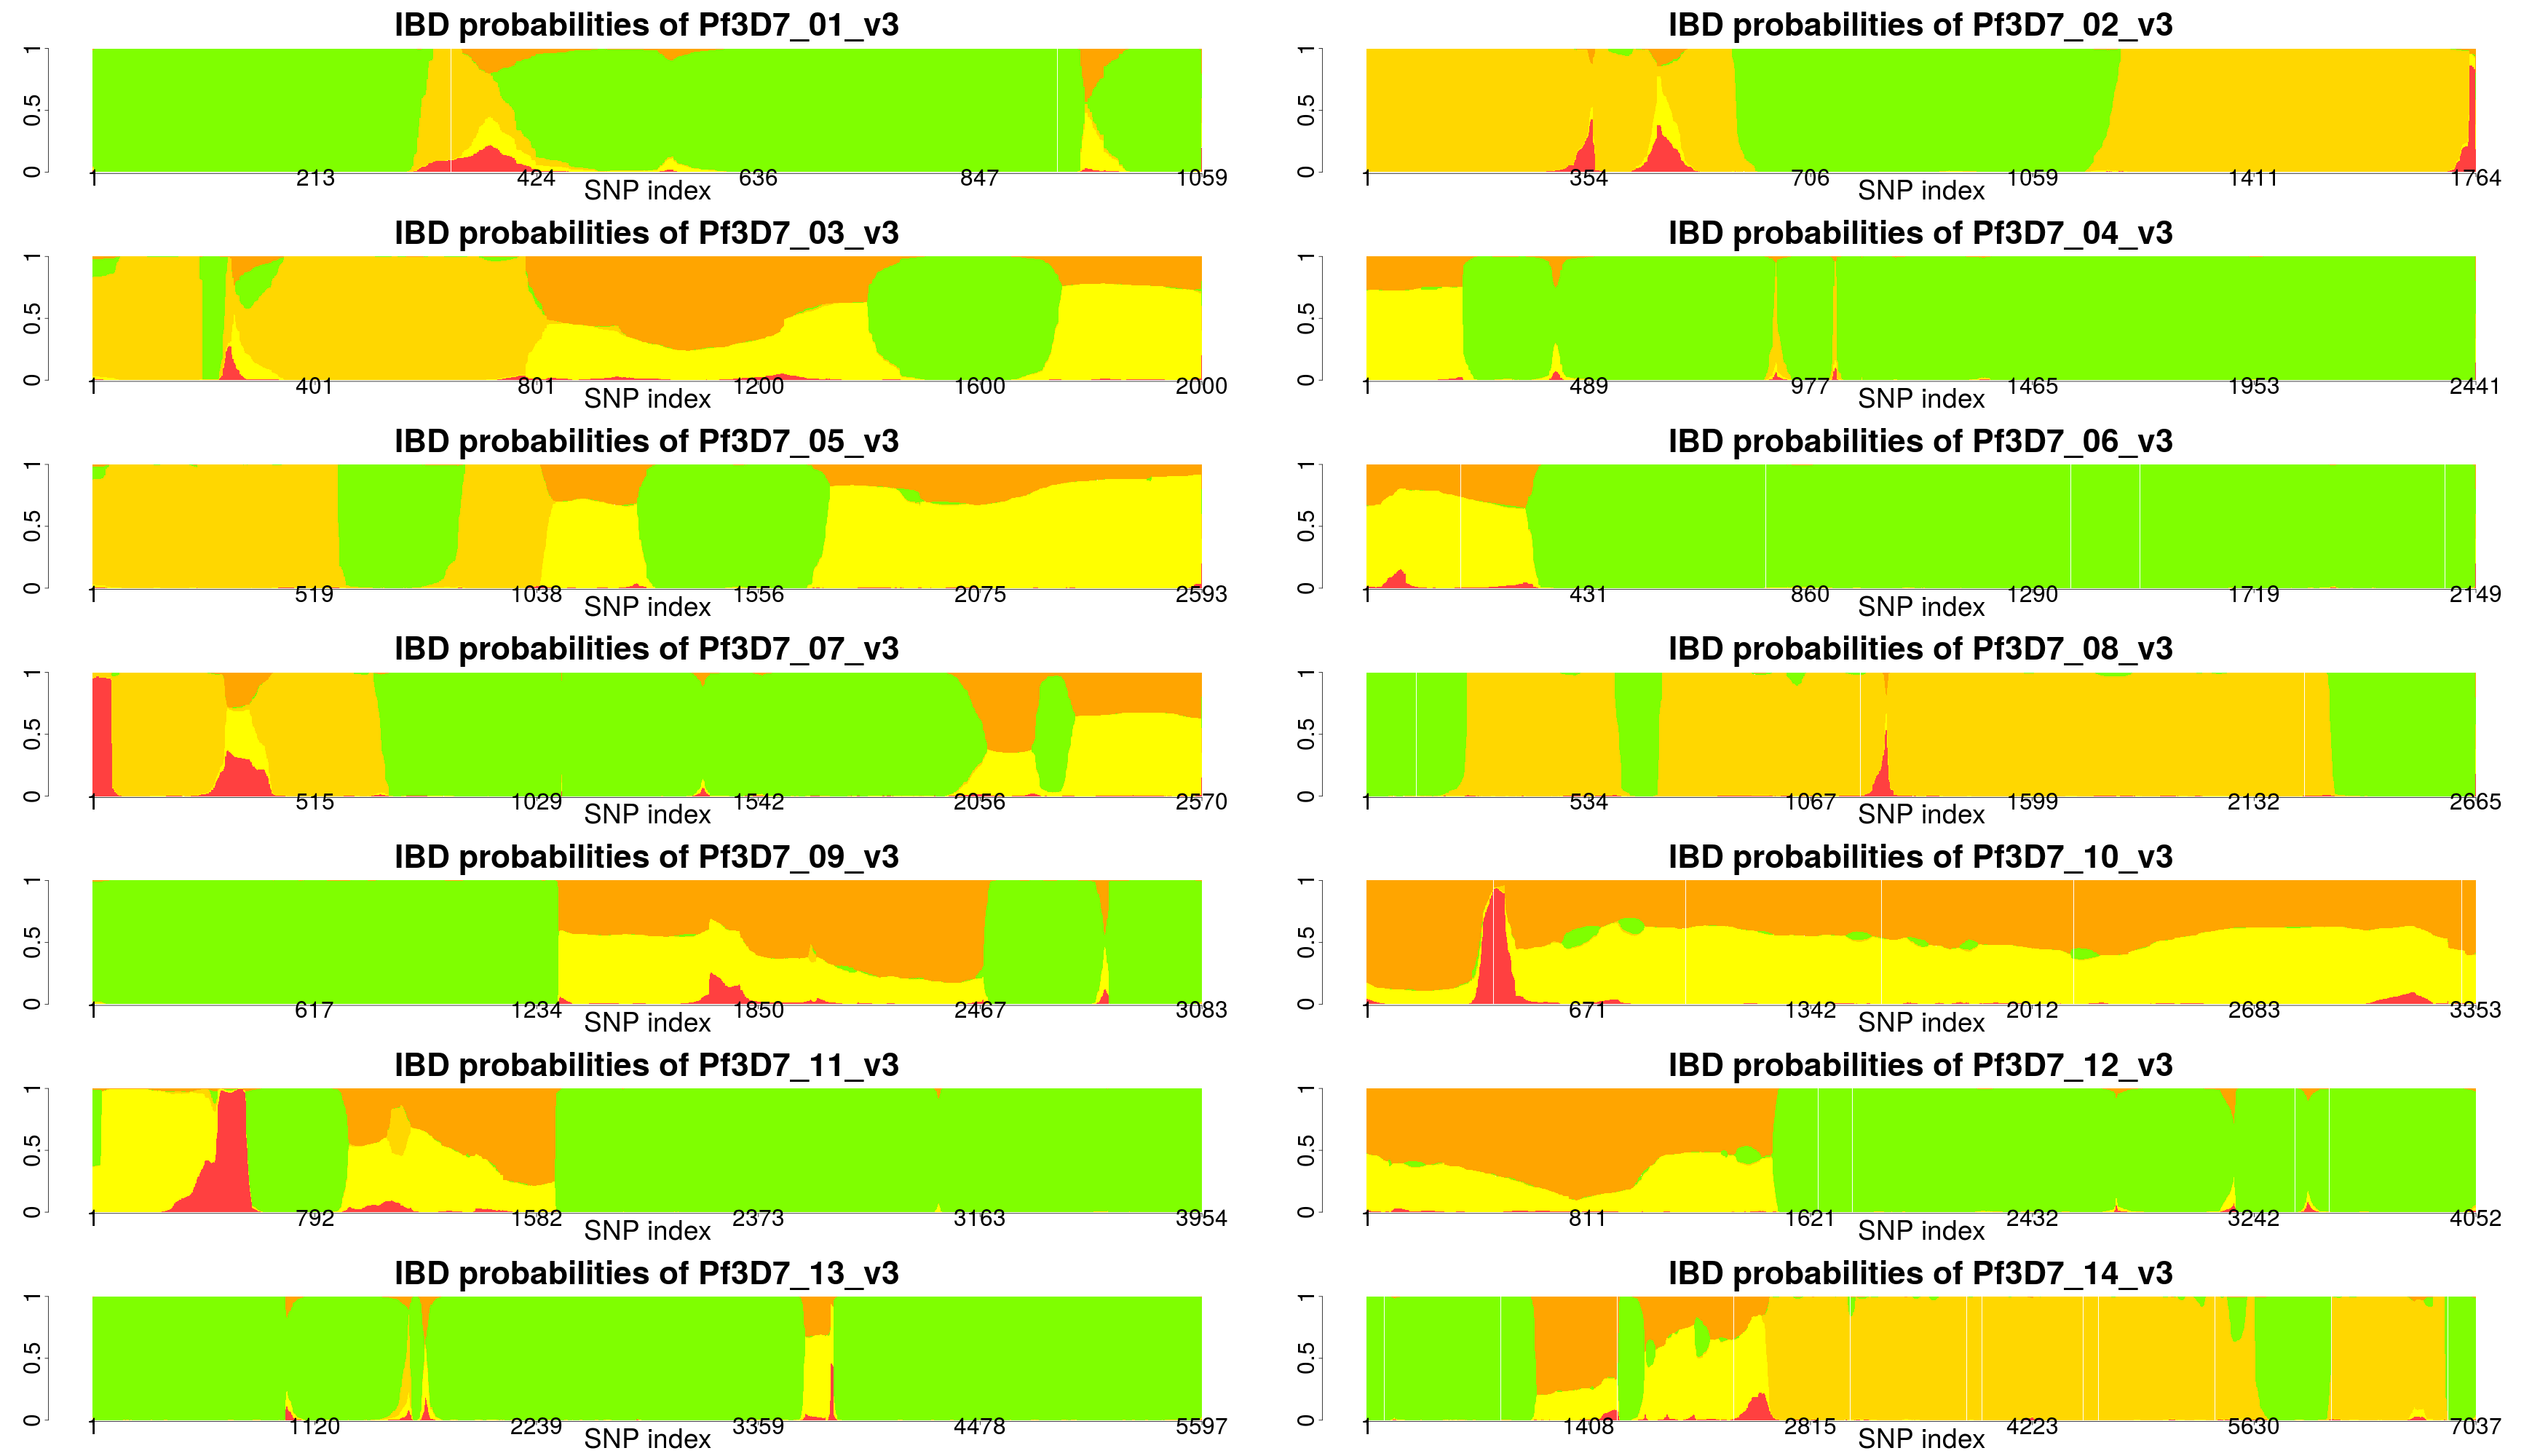 IBD probabilities of Pf3D7_01_v3
0 0.5 1
1 213 424 636 847 1059
SNP index
IBD probabilities of Pf3D7_02_v3
0 0.5 1
1 354 706 1059 1411 1764
SNP index
IBD probabilities of Pf3D7_03_v3
0 0.5 1
1 401 801 1200 1600 2000
SNP index
IBD probabilities of Pf3D7_04_v3
0 0.5 1
1 489 977 1465 1953 2441
SNP index
IBD probabilities of Pf3D7_05_v3
0 0.5 1
1 519 1038 1556 2075 2593
SNP index
IBD probabilities of Pf3D7_06_v3
0 0.5 1
1 431 860 1290 1719 2149
SNP index
IBD probabilities of Pf3D7_07_v3
0 0.5 1
1 515 1029 1542 2056 2570
SNP index
IBD probabilities of Pf3D7_08_v3
0 0.5 1
1 534 1067 1599 2132 2665
SNP index
IBD probabilities of Pf3D7_09_v3
0 0.5 1
1 617 1234 1850 2467 3083
SNP index
IBD probabilities of Pf3D7_10_v3
0 0.5 1
1 671 1342 2012 2683 3353
SNP index
IBD probabilities of Pf3D7_11_v3
0 0.5 1
1 792 1582 2373 3163 3954
SNP index
IBD probabilities of Pf3D7_12_v3
0 0.5 1
1 811 1621 2432 3242 4052
SNP index
IBD probabilities of Pf3D7_13_v3
0 0.5 1
1 1120 2239 3359 4478 5597
SNP index
IBD probabilities of Pf3D7_14_v3
0 0.5 1
1 1408 2815 4223 5630 7037
SNP index